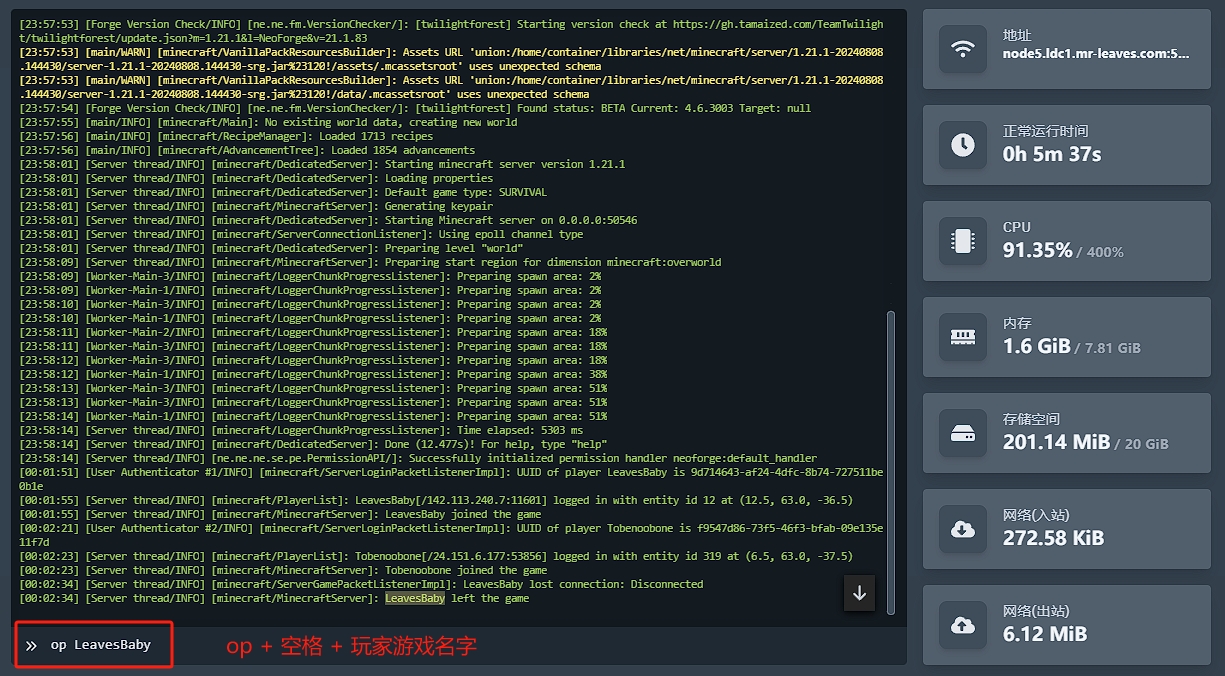 [23:57:53] [Forge Version Check/INFO] [ne.ne.fm.VersionChecker/]: [twilightforest] Starting version check at https://gh.tamaized.com/TeamTwiligh
t/twilightforest/update.json?m=1.21.1&l=NeoForge&v=21.1.83
[23:57:53] [main/WARN] [minecraft/VanillaPackResourcesBuilder]: Assets URL 'union:/home/container/libraries/net/minecraft/server/1.21.1-20240808
.144430/server-1.21.1-20240808.144430-srg.jar%23120!/assets/.mcassetsroot' uses unexpected schema
[23:57:53] [main/WARN] [minecraft/VanillaPackResourcesBuilder]: Assets URL 'union:/home/container/libraries/net/minecraft/server/1.21.1-20240808
.144430/server-1.21.1-20240808.144430-srg.jar%23120!/data/.mcassetsroot' uses unexpected schema
[23:57:54] [Forge Version Check/INFO] [ne.ne.fm.VersionChecker/]: [twilightforest] Found status: BETA Current: 4.6.3003 Target: null
[23:57:55] [main/INFO] [minecraft/Main]: No existing world data, creating new world
[23:57:56] [main/INFO] [minecraft/RecipeManager]: Loaded 1713 recipes
[23:57:56] [main/INFO] [minecraft/AdvancementTree]: Loaded 1854 advancements
[23:58:01] [Server thread/INFO] [minecraft/DedicatedServer]: Starting minecraft server version 1.21.1
[23:58:01] [Server thread/INFO] [minecraft/DedicatedServer]: Loading properties
[23:58:01] [Server thread/INFO] [minecraft/DedicatedServer]: Default game type: SURVIVAL
[23:58:01] [Server thread/INFO] [minecraft/MinecraftServer]: Generating keypair
[23:58:01] [Server thread/INFO] [minecraft/DedicatedServer]: Starting Minecraft server on 0.0.0.0:50546
[23:58:01] [Server thread/INFO] [minecraft/ServerConnectionListener]: Using epoll channel type
[23:58:01] [Server thread/INFO] [minecraft/DedicatedServer]: Preparing level "world"
[23:58:09] [Server thread/INFO] [minecraft/MinecraftServer]: Preparing start region for dimension minecraft:overworld
[23:58:09] [Worker-Main-3/INFO] [minecraft/LoggerChunkProgressListener]: Preparing spawn area: 2%
[23:58:09] [Worker-Main-1/INFO] [minecraft/LoggerChunkProgressListener]: Preparing spawn area: 2%
[23:58:10] [Worker-Main-3/INFO] [minecraft/LoggerChunkProgressListener]: Preparing spawn area: 2%
[23:58:10] [Worker-Main-1/INFO] [minecraft/LoggerChunkProgressListener]: Preparing spawn area: 2%
[23:58:11] [Worker-Main-2/INFO] [minecraft/LoggerChunkProgressListener]: Preparing spawn area: 18%
[23:58:11] [Worker-Main-3/INFO] [minecraft/LoggerChunkProgressListener]: Preparing spawn area: 18%
[23:58:12] [Worker-Main-3/INFO] [minecraft/LoggerChunkProgressListener]: Preparing spawn area: 18%
[23:58:12] [Worker-Main-1/INFO] [minecraft/LoggerChunkProgressListener]: Preparing spawn area: 38%
[23:58:13] [Worker-Main-3/INFO] [minecraft/LoggerChunkProgressListener]: Preparing spawn area: 51%
[23:58:13] [Worker-Main-3/INFO] [minecraft/LoggerChunkProgressListener]: Preparing spawn area: 51%
[23:58:14] [Worker-Main-1/INFO] [minecraft/LoggerChunkProgressListener]: Preparing spawn area: 51%
[23:58:14] [Server thread/INFO] [minecraft/LoggerChunkProgressListener]: Time elapsed: 5303 ms
[23:58:14] [Server thread/INFO] [minecraft/DedicatedServer]: Done (12.477s)! For help, type "help"
[23:58:14] [Server thread/INFO] [ne.ne.ne.se.pe.PermissionAPI/]: Successfully initialized permission handler neoforge:default_handler
[00:01:51] [User Authenticator #1/INFO] [minecraft/ServerLoginPacketListenerImpl]: UUID of player LeavesBaby is 9d714643-af24-4dfc-8b74-727511be
0b1e
[00:01:55] [Server thread/INFO] [minecraft/PlayerList]: LeavesBaby[/142.113.240.7:11601] logged in with entity id 12 at (12.5, 63.0, -36.5)
[00:01:55] [Server thread/INFO] [minecraft/MinecraftServer]: LeavesBaby joined the game
[00:02:21] [User Authenticator #2/INFO] [minecraft/ServerLoginPacketListenerImpl]: UUID of player Tobenoobone is f9547d86-73f5-46f3-bfab-09e135e
11f7d
[00:02:23] [Server thread/INFO] [minecraft/PlayerList]: Tobenoobone[/24.151.6.177:53856] logged in with entity id 319 at (6.5, 63.0, -37.5)
[00:02:23] [Server thread/INFO] [minecraft/MinecraftServer]: Tobenoobone joined the game
[00:02:34] [Server thread/INFO] [minecraft/ServerGamePacketListenerImpl]: LeavesBaby lost connection: Disconnected
[00:02:34] [Server thread/INFO] [minecraft/MinecraftServer]: LeavesBaby left the game
» op LeavesBaby
op + 空格 + 玩家游戏名字
地址
node5.ldc1.mr-leaves.com:5...
正常运行时间
0h 5m 37s
CPU
91.35% / 400%
内存
1.6 GiB / 7.81 GiB
存储空间
201.14 MiB / 20 GiB
网络(入站)
272.58 KiB
网络(出站)
6.12 MiB